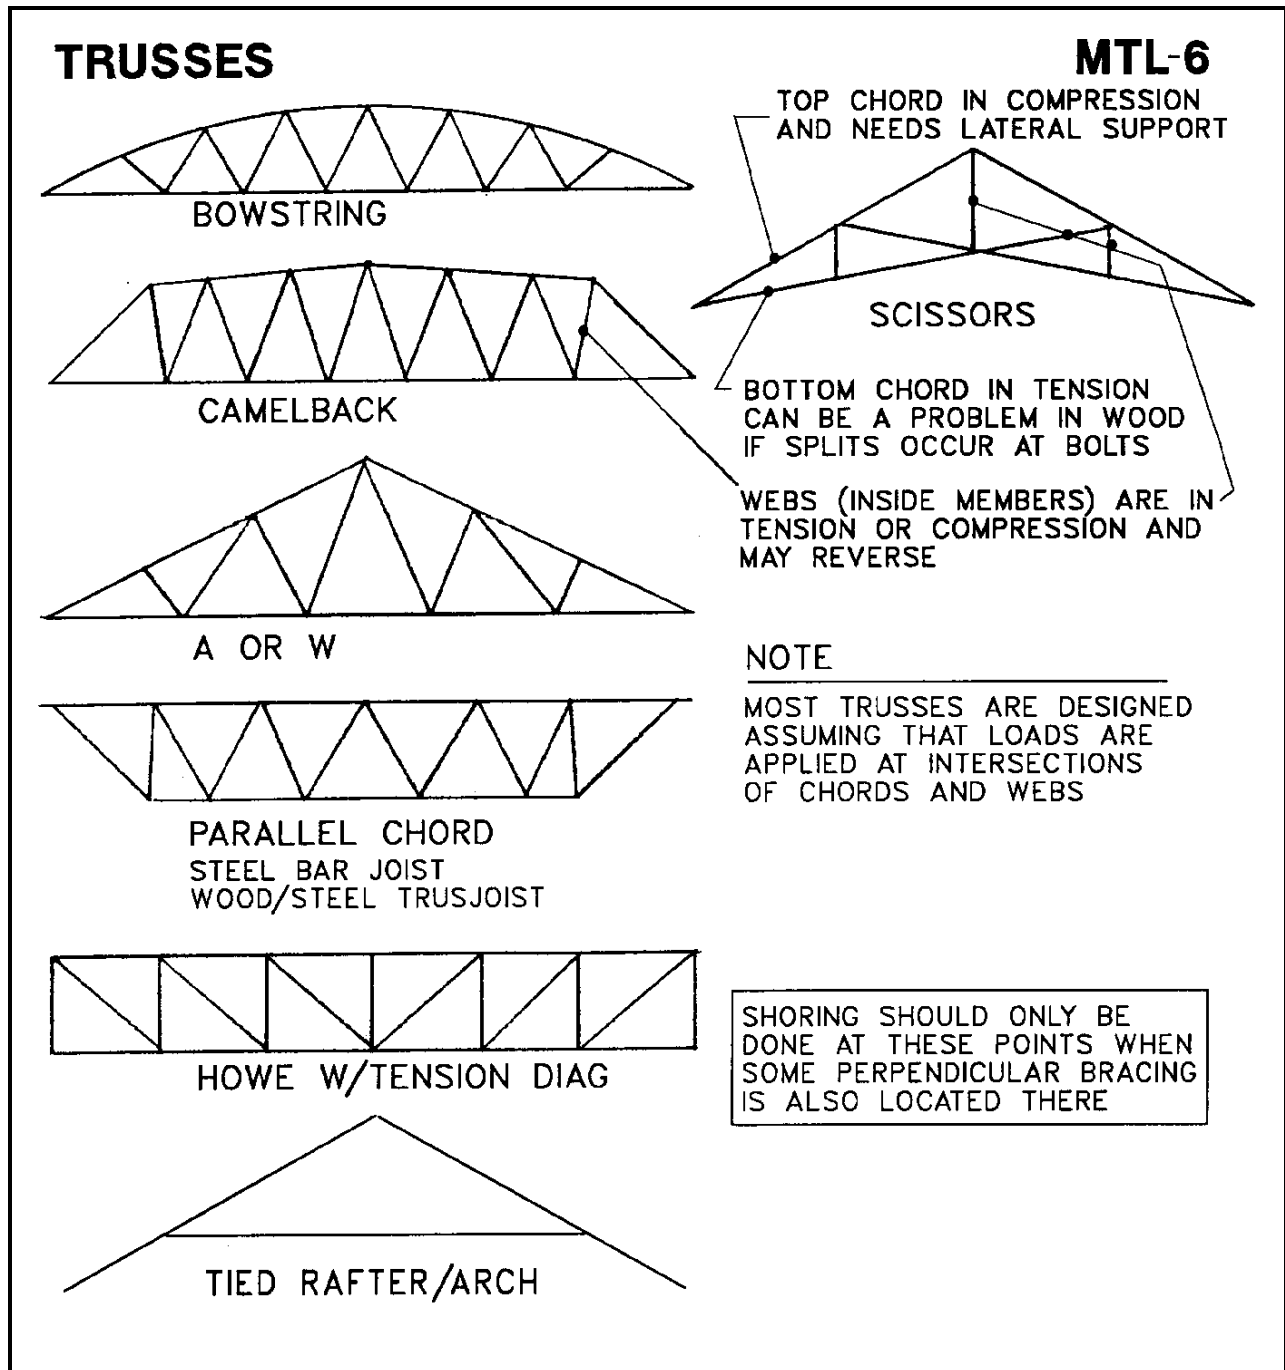 TRUSSES
MTL-6
TOP CHORD IN COMPRESSION
AND NEEDS LATERAL SUPPORT
BOWSTRING
SCISSORS
BOTTOM CHORD IN TENSION
CAN BE A PROBLEM IN WOOD
IF SPLITS OCCUR AT BOLTS
CAMELBACK
WEBS (INSIDE MEMBERS) ARE IN
TENSION OR COMPRESSION AND
MAY REVERSE
A OR W
NOTE
MOST TRUSSES ARE DESIGNED
ASSUMING THAT LOADS ARE
APPLIED AT INTERSECTIONS
OF CHORDS AND WEBS
PARALLEL CHORD
STEEL BAR JOIST
WOOD/STEEL TRUSJOIST
SHORING SHOULD ONLY BE
DONE AT THESE POINTS WHEN
SOME PERPENDICULAR BRACING
IS ALSO LOCATED THERE
HOWE W/TENSION DIAG
TIED RAFTER/ARCH